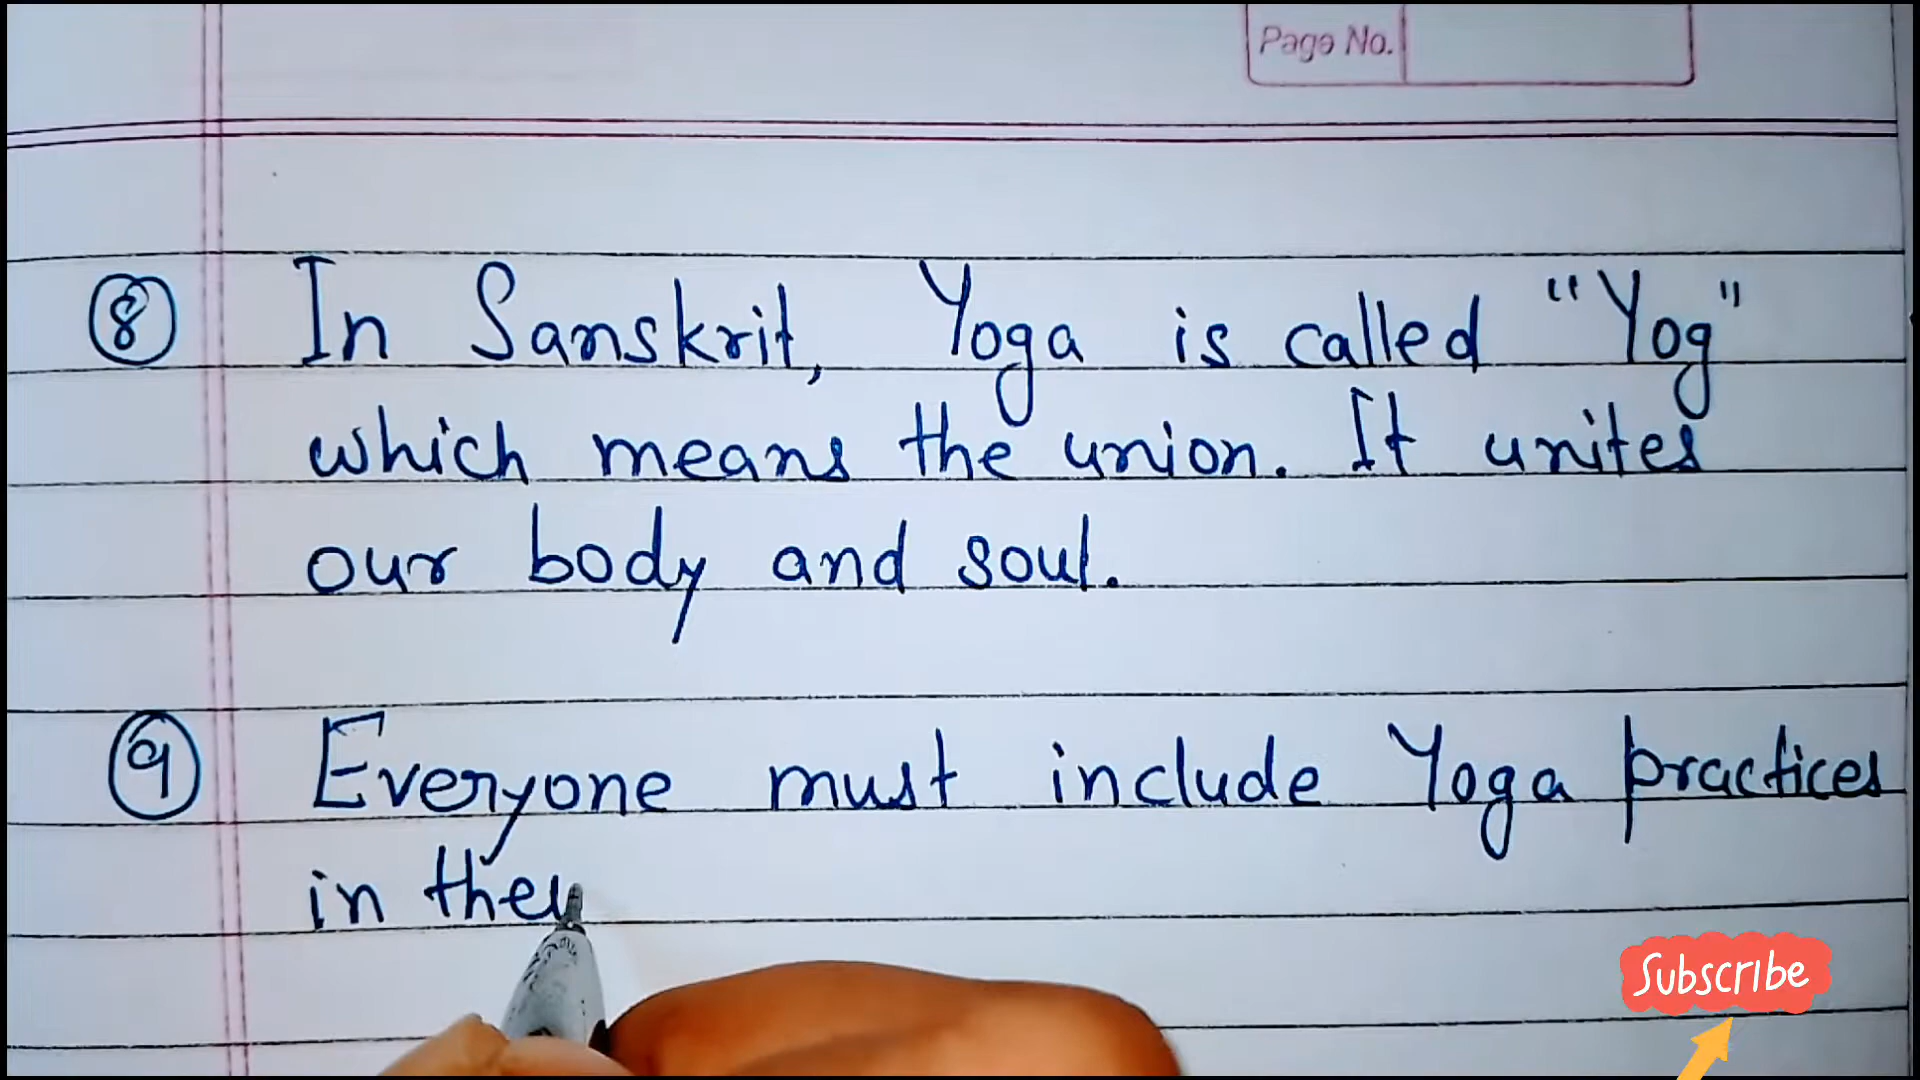 Page No.
8 In Sanskrit, Yoga is called "Yog"
which means the union. It unites
our body and soul.
9 Everyone must include Yoga practices
in
Subscribe